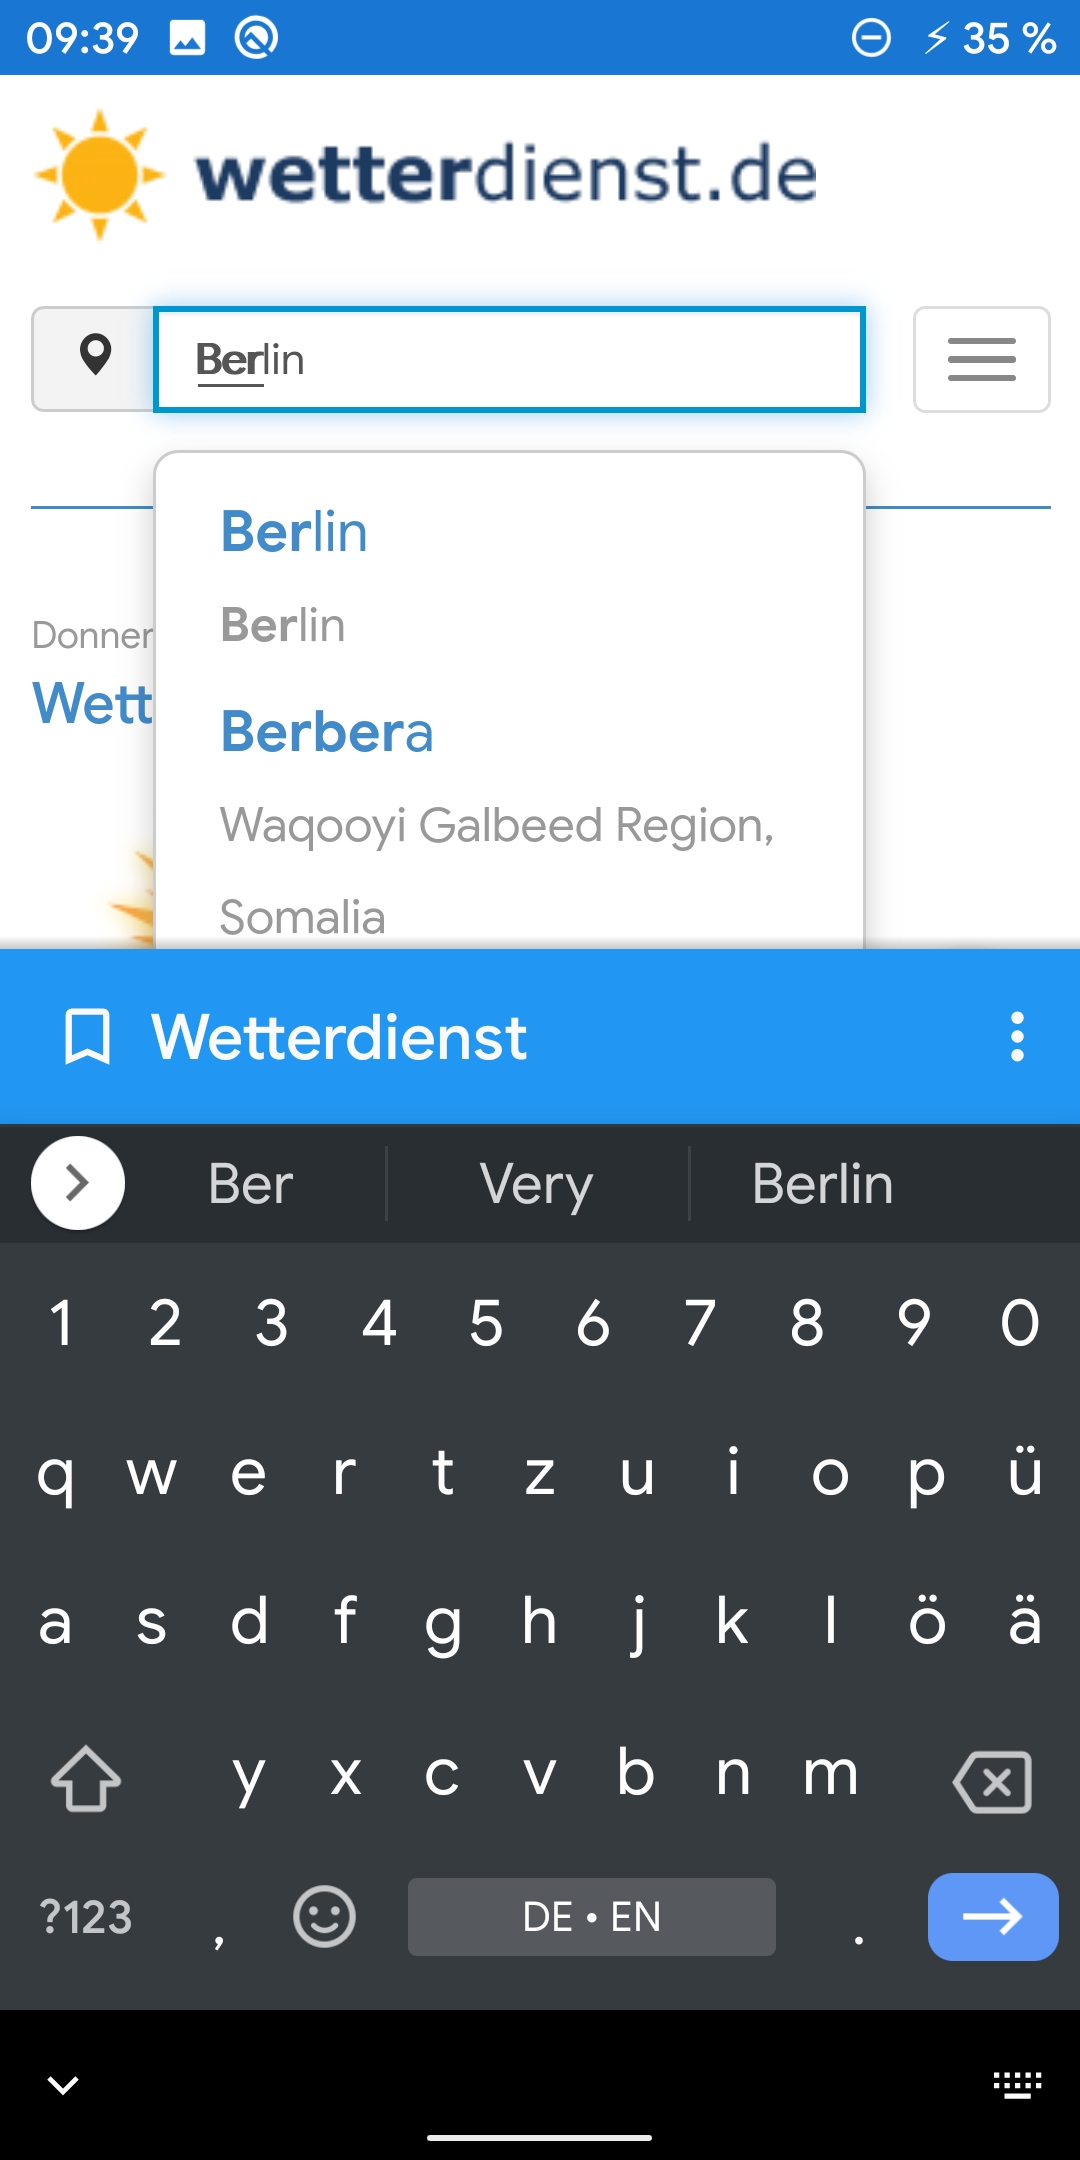 09:39
35 %
wetterdienst.de
Berlin
Berlin
Berlin
Donner
Wett
Berbera
Waqooyi Galbeed Region,
Somalia
Wetterdienst
Ber
Very
Berlin
1 2 3 4 5 6 7 8 9 0
q w e r t z u i o p ü
a s d f g h j k l ö ä
y x c v b n m
?123 , DE • EN .